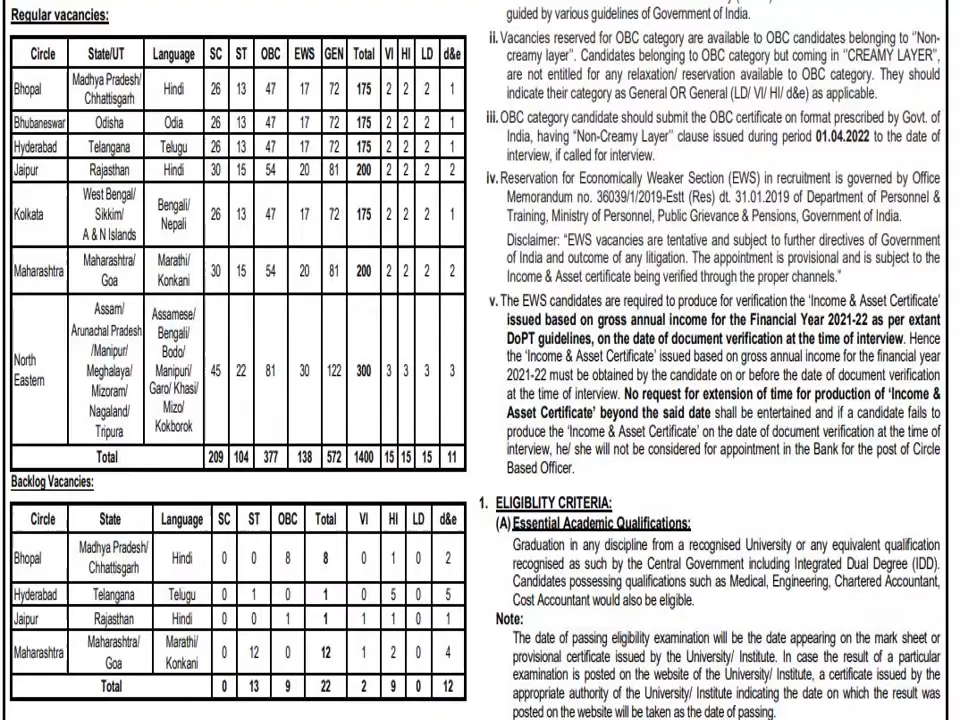 Regular vacancies:
Circle State/UT Language SC ST OBC EWS GEN Total VI HI LD d&e
Bhopal Madhya Pradesh/ Chhattisgarh Hindi 26 13 47 17 72 175 2 2 2 1
Bhubaneswar Odisha Odia 26 13 47 17 72 175 2 2 2 1
Hyderabad Telangana Telugu 26 13 47 17 72 175 2 2 2 1
Jaipur Rajasthan Hindi 30 15 54 20 81 200 2 2 2 2
Kolkata West Bengal/ Sikkim/ A & N Islands Bengali/ Nepali 26 13 47 17 72 175 2 2 2 1
Maharashtra Maharashtra/ Goa Marathi/ Konkani 30 15 54 20 81 200 2 2 2 2
North Eastern Assam/ Arunachal Pradesh /Manipur/ Meghalaya/ Mizoram/ Nagaland/ Tripura Assamese/ Bengali/ Bodo/ Manipuri/ Garo/ Khasi/ Mizo/ Kokborok 45 22 81 30 122 300 3 3 3 3
Total 209 104 377 138 572 1400 15 15 15 11
Backlog Vacancies:
Circle State Language SC ST OBC Total VI HI LD d&e
Bhopal Madhya Pradesh/ Chhattisgarh Hindi 0 0 8 8 0 1 0 2
Hyderabad Telangana Telugu 0 1 0 1 0 5 0 5
Jaipur Rajasthan Hindi 0 0 1 1 1 1 0 1
Maharashtra Maharashtra/ Goa Marathi/ Konkani 0 12 0 12 1 2 0 4
Total 0 13 9 22 2 9 0 12
guided by various guidelines of Government of India.
ii. Vacancies reserved for OBC category are available to OBC candidates belonging to "Non-
creamy layer". Candidates belonging to OBC category but coming in "CREAMY LAYER",
are not entitled for any relaxation/ reservation available to OBC category. They should
indicate their category as General OR General (LD/ VI/ HI/ d&e) as applicable.
iii. OBC category candidate should submit the OBC certificate on format prescribed by Govt. of
India, having "Non-Creamy Layer" clause issued during period 01.04.2022 to the date of
interview, if called for interview.
iv. Reservation for Economically Weaker Section (EWS) in recruitment is governed by Office
Memorandum no. 36039/1/2019-Estt (Res) dt. 31.01.2019 of Department of Personnel &
Training, Ministry of Personnel, Public Grievance & Pensions, Government of India.
Disclaimer: "EWS vacancies are tentative and subject to further directives of Government
of India and outcome of any litigation. The appointment is provisional and is subject to the
Income & Asset certificate being verified through the proper channels."
v. The EWS candidates are required to produce for verification the 'Income & Asset Certificate'
issued based on gross annual income for the Financial Year 2021-22 as per extant
DoPT guidelines, on the date of document verification at the time of interview. Hence
the 'Income & Asset Certificate' issued based on gross annual income for the financial year
2021-22 must be obtained by the candidate on or before the date of document verification
at the time of interview. No request for extension of time for production of 'Income &
Asset Certificate' beyond the said date shall be entertained and if a candidate fails to
produce the 'Income & Asset Certificate' on the date of document verification at the time of
interview, he/ she will not be considered for appointment in the Bank for the post of Circle
Based Officer.
1. ELIGIBLITY CRITERIA:
(A) Essential Academic Qualifications:
Graduation in any discipline from a recognised University or any equivalent qualification
recognised as such by the Central Government including Integrated Dual Degree (IDD).
Candidates possessing qualifications such as Medical, Engineering, Chartered Accountant,
Cost Accountant would also be eligible.
Note:
The date of passing eligibility examination will be the date appearing on the mark sheet or
provisional certificate issued by the University/ Institute. In case the result of a particular
examination is posted on the website of the University/ Institute, a certificate issued by the
appropriate authority of the University/ Institute indicating the date on which the result was
posted on the website will be taken as the date of passing.